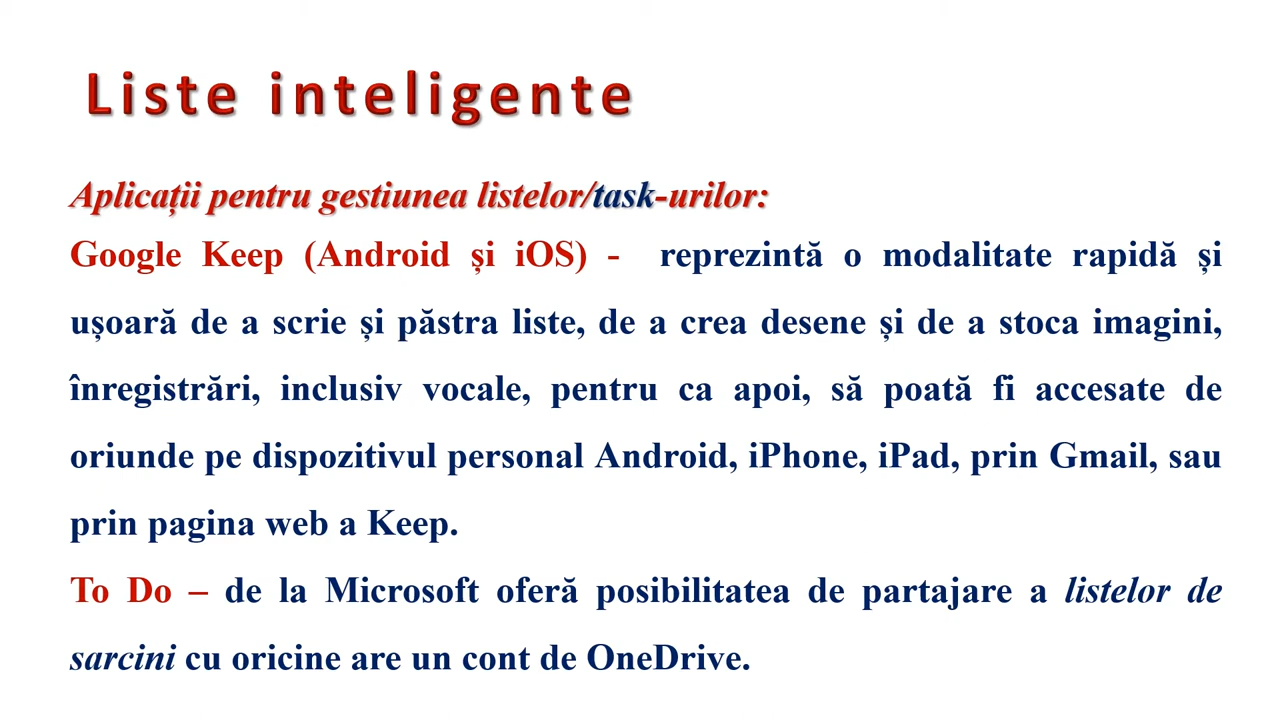 Liste inteligente
Aplicații pentru gestiunea listelor/task-urilor:
Google Keep (Android și iOS) - reprezintă o modalitate rapidă și
ușoară de a scrie și păstra liste, de a crea desene și de a stoca imagini,
înregistrări, inclusiv vocale, pentru ca apoi, să poată fi accesate de
oriunde pe dispozitivul personal Android, iPhone, iPad, prin Gmail, sau
prin pagina web a Keep.
To Do – de la Microsoft oferă posibilitatea de partajare a listelor de
sarcini cu oricine are un cont de OneDrive.